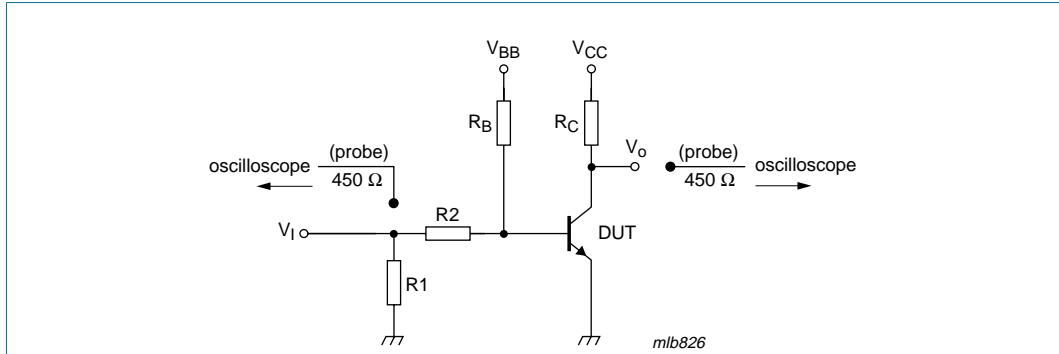 V_BB
V_CC
R_B
R_C
V_o
(probe)
450 Ω
oscilloscope
(probe)
450 Ω
oscilloscope
R2
V_I
DUT
R1
mlb826